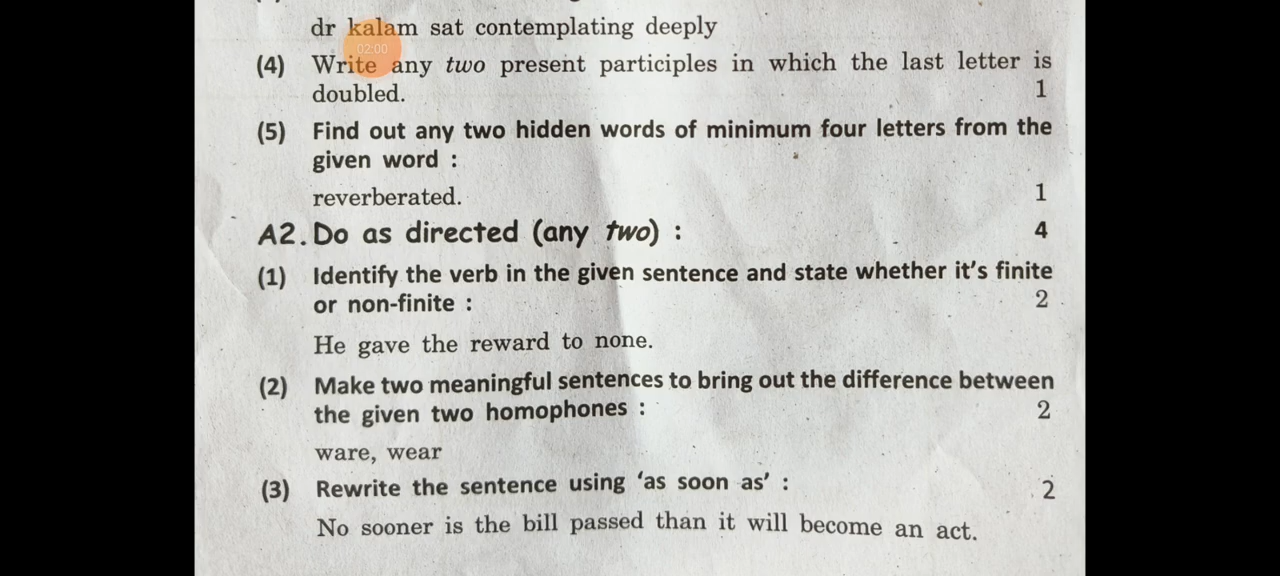 dr kalam sat contemplating deeply
02:00
(4) Write any two present participles in which the last letter is
doubled. 1
(5) Find out any two hidden words of minimum four letters from the
given word :
reverberated. 1
A2. Do as directed (any two) : 4
(1) Identify the verb in the given sentence and state whether it's finite
or non-finite : 2
He gave the reward to none.
(2) Make two meaningful sentences to bring out the difference between
the given two homophones : 2
ware, wear
(3) Rewrite the sentence using 'as soon as' : 2
No sooner is the bill passed than it will become an act.